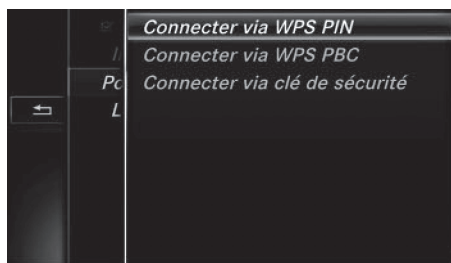 Connecter via WPS PIN
Connecter via WPS PBC
Connecter via clé de sécurité